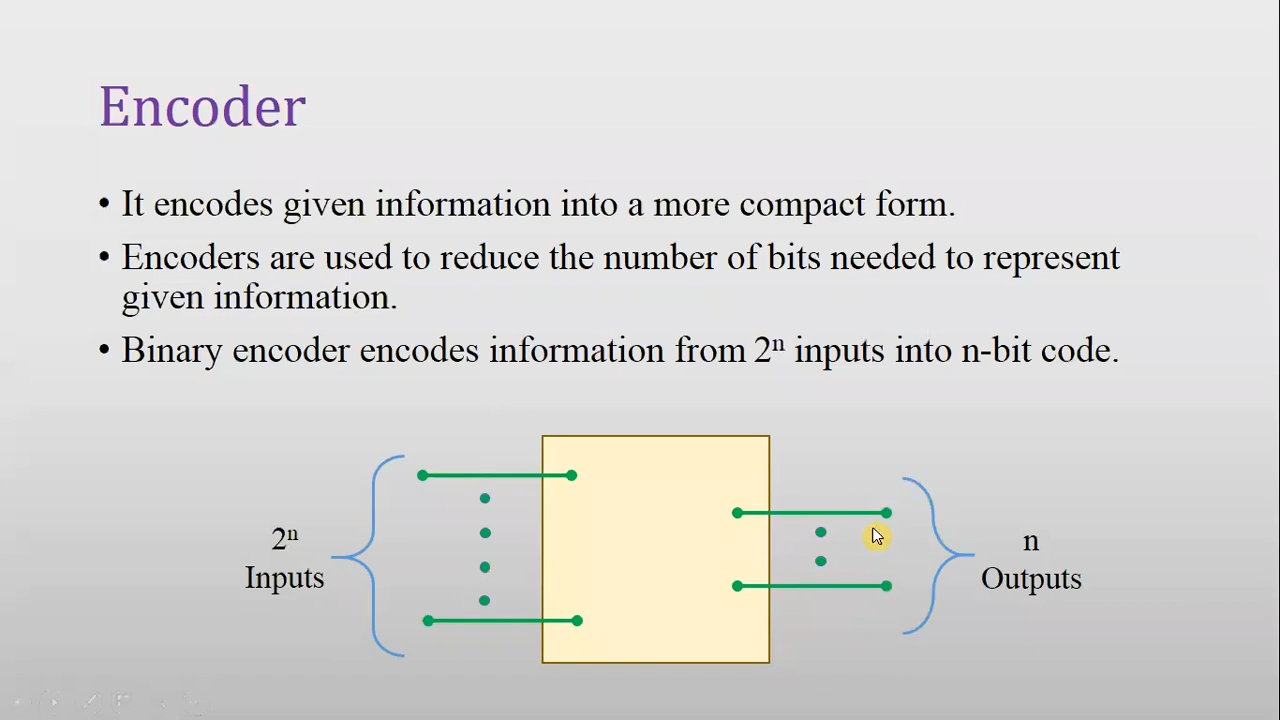 Encoder
• It encodes given information into a more compact form.
• Encoders are used to reduce the number of bits needed to represent
given information.
• Binary encoder encodes information from 2ⁿ inputs into n-bit code.
2ⁿ
Inputs
n
Outputs